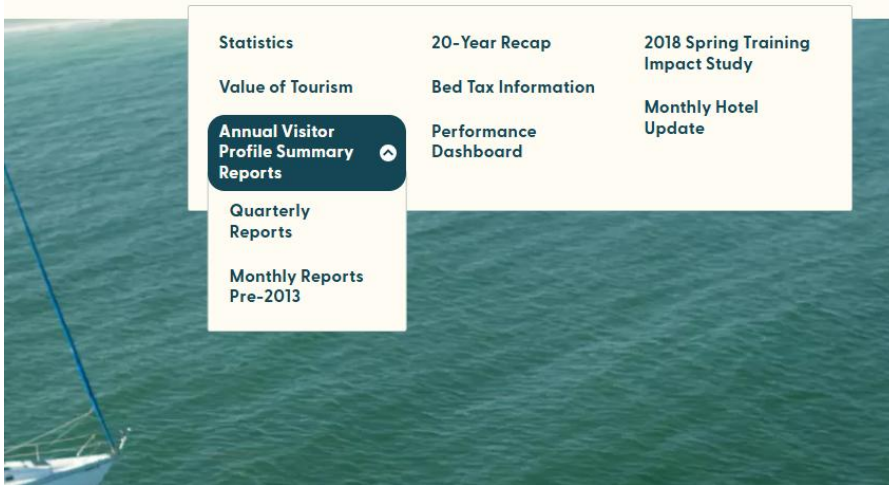 Statistics
Value of Tourism
Annual Visitor
Profile Summary
Reports
Quarterly
Reports
Monthly Reports
Pre-2013
20-Year Recap
Bed Tax Information
Performance
Dashboard
2018 Spring Training
Impact Study
Monthly Hotel
Update